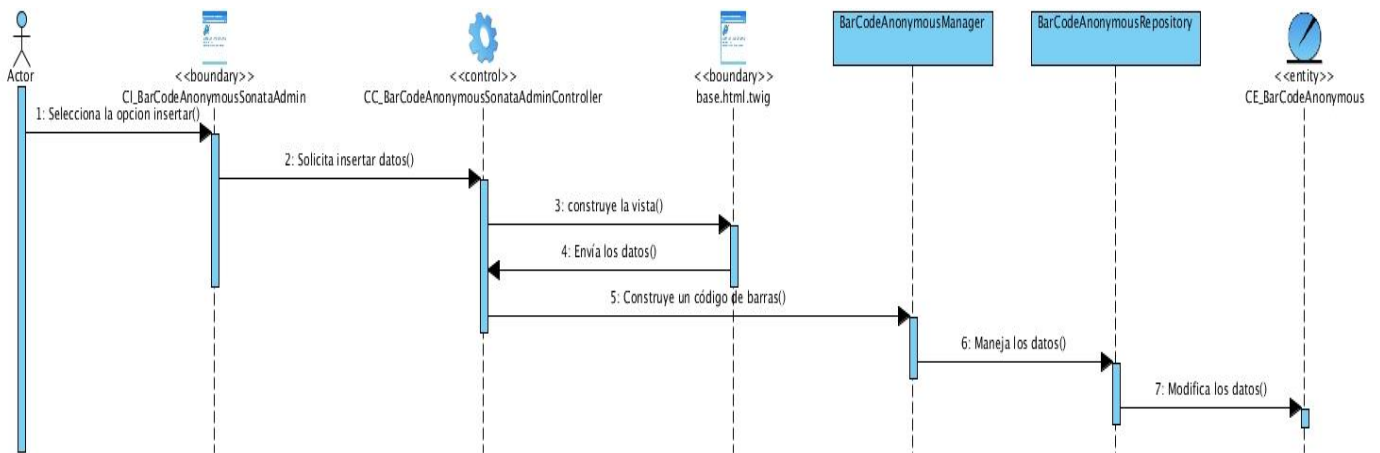 BarCodeAnonymousManager
BarCodeAnonymousRepository
Actor
<<boundary>>
CI_BarCodeAnonymousSonataAdmin
<<control>>
CC_BarCodeAnonymousSonataAdminController
<<boundary>>
base.html.twig
<<entity>>
CE_BarCodeAnonymous
1: Selecciona la opcion insertar()
2: Solicita insertar datos()
3: construye la vista()
4: Envía los datos()
5: Construye un código de barras()
6: Maneja los datos()
7: Modifica los datos()